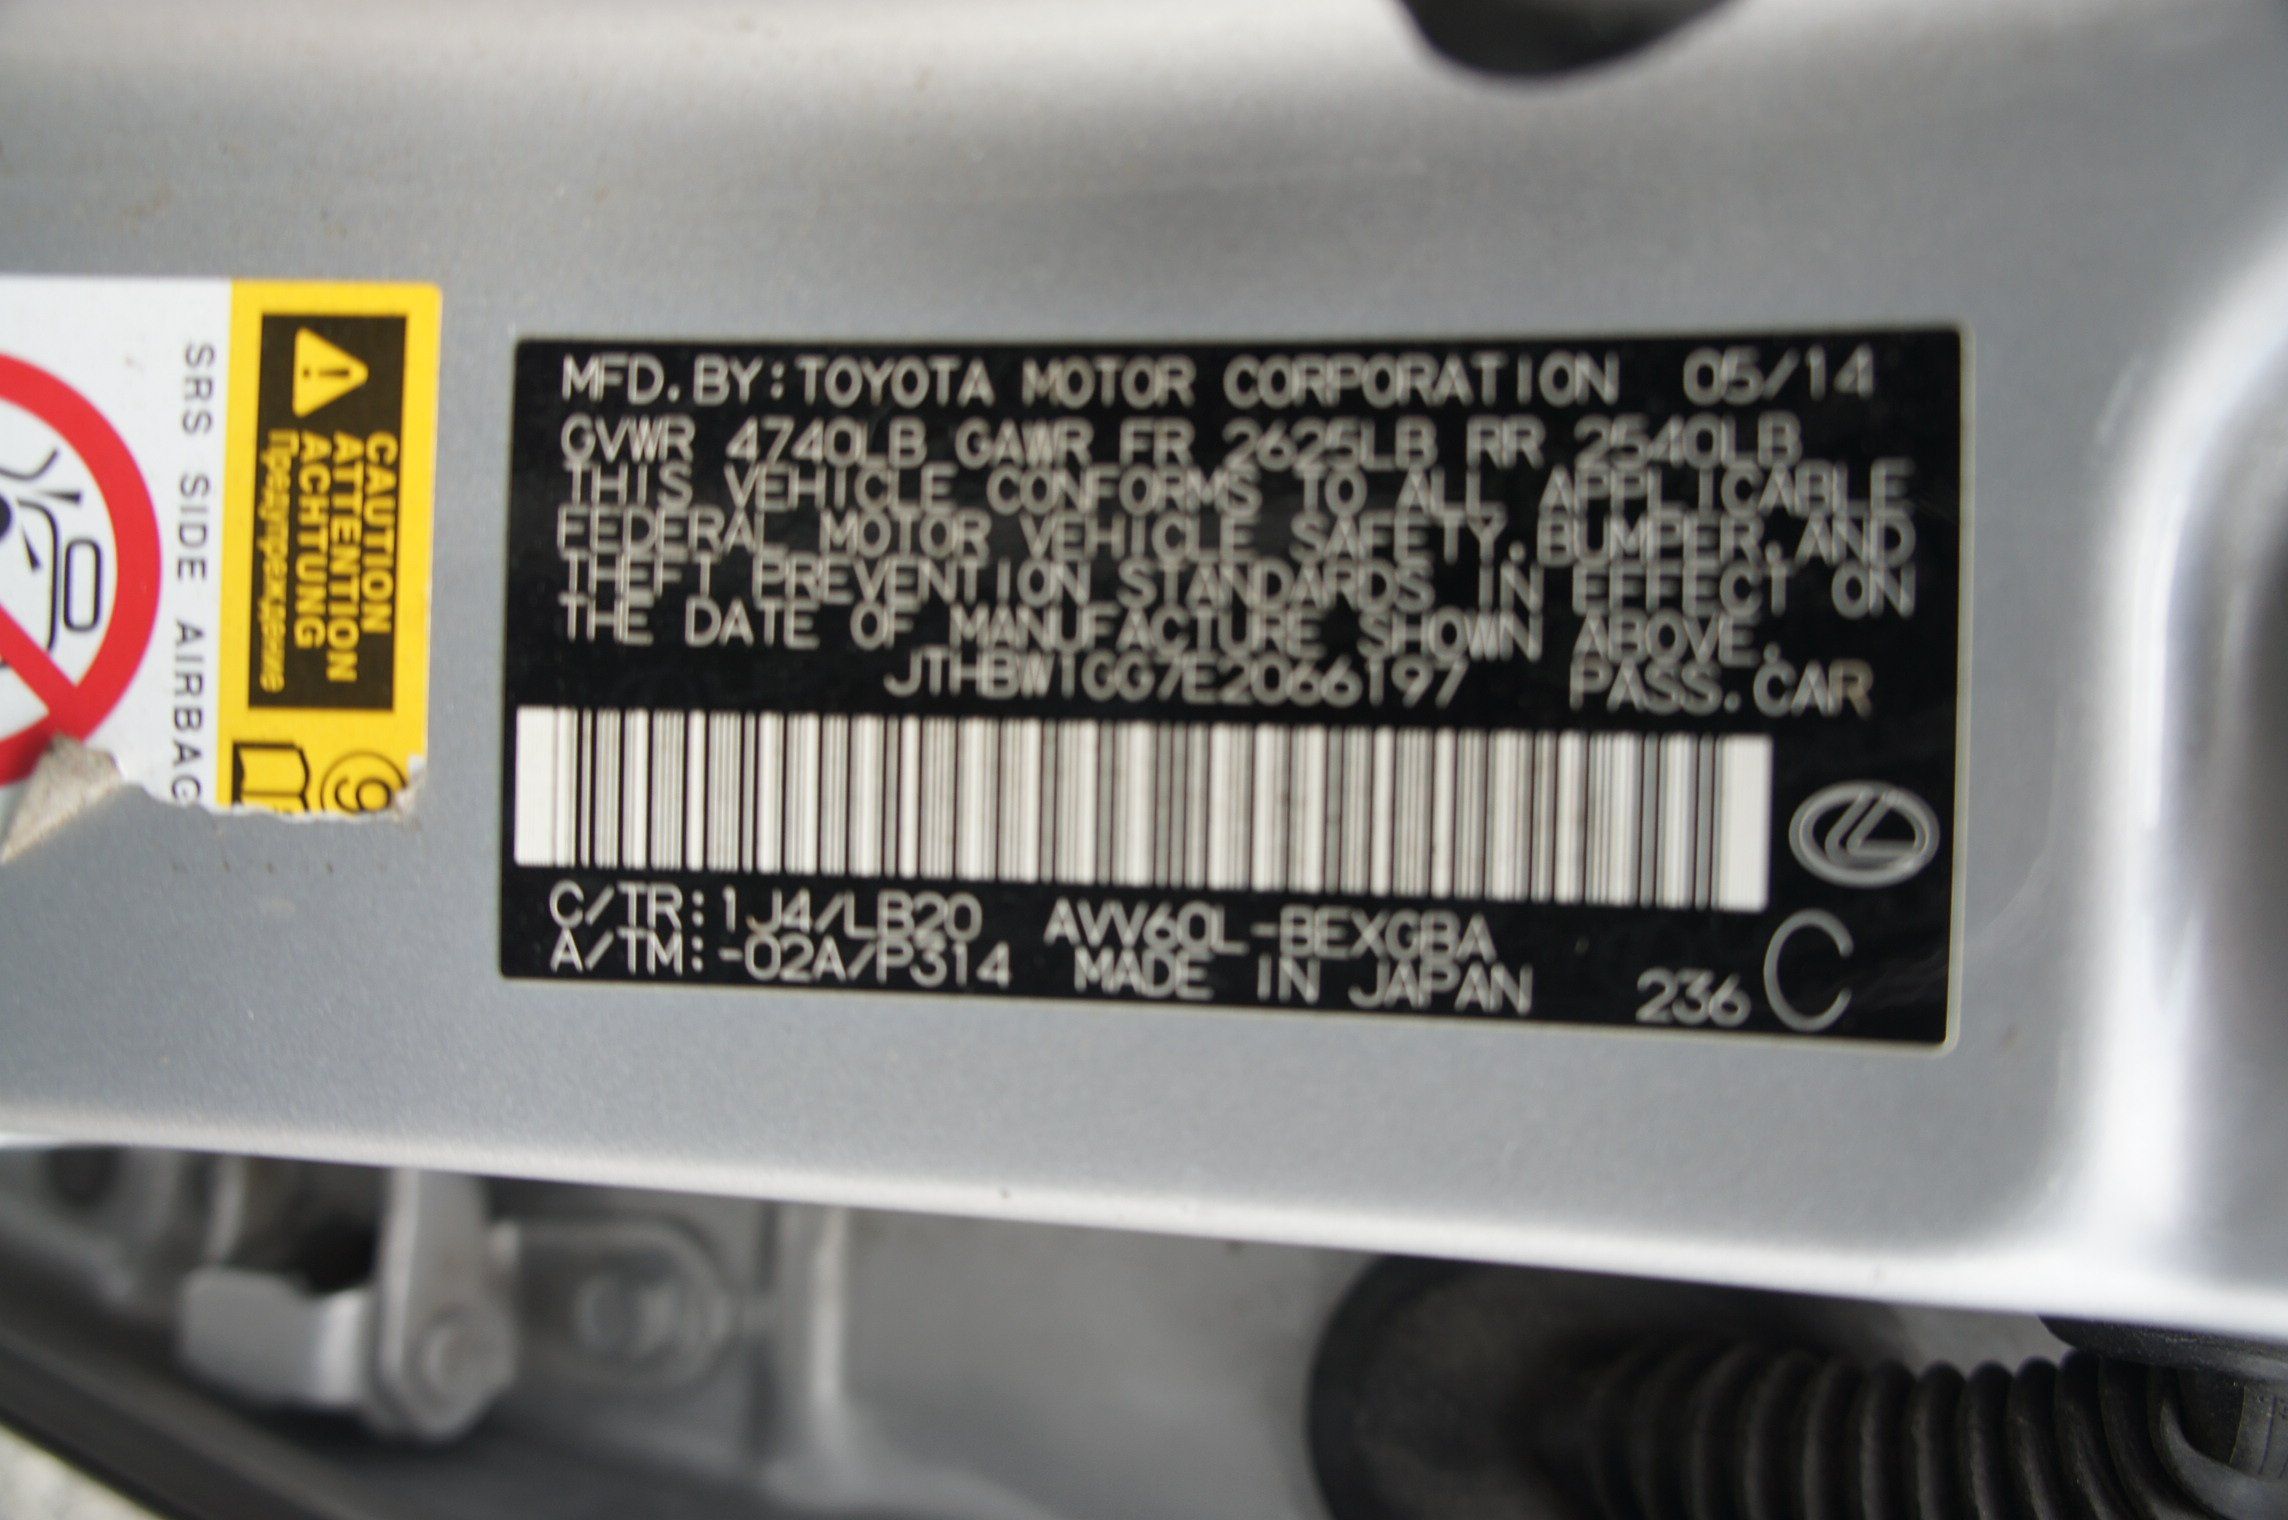 SRS SIDE AIRBAG
CAUTION
ATTENTION
ACHTUNG
Предупреждение
MFD.BY:TOYOTA MOTOR CORPORATION 05/14
GVWR 4740LB GAWR FR 2625LB RR 2540LB
THIS VEHICLE CONFORMS TO ALL APPLICABLE
FEDERAL MOTOR VEHICLE SAFETY,BUMPER,AND
THEFT PREVENTION STANDARDS IN EFFECT ON
THE DATE OF MANUFACTURE SHOWN ABOVE.
JTHBW1GG7E2066197 PASS.CAR
C/TR:1J4/LB20 AVV60L-BEXGBA
A/TM:-02A/P314 MADE IN JAPAN 236 C